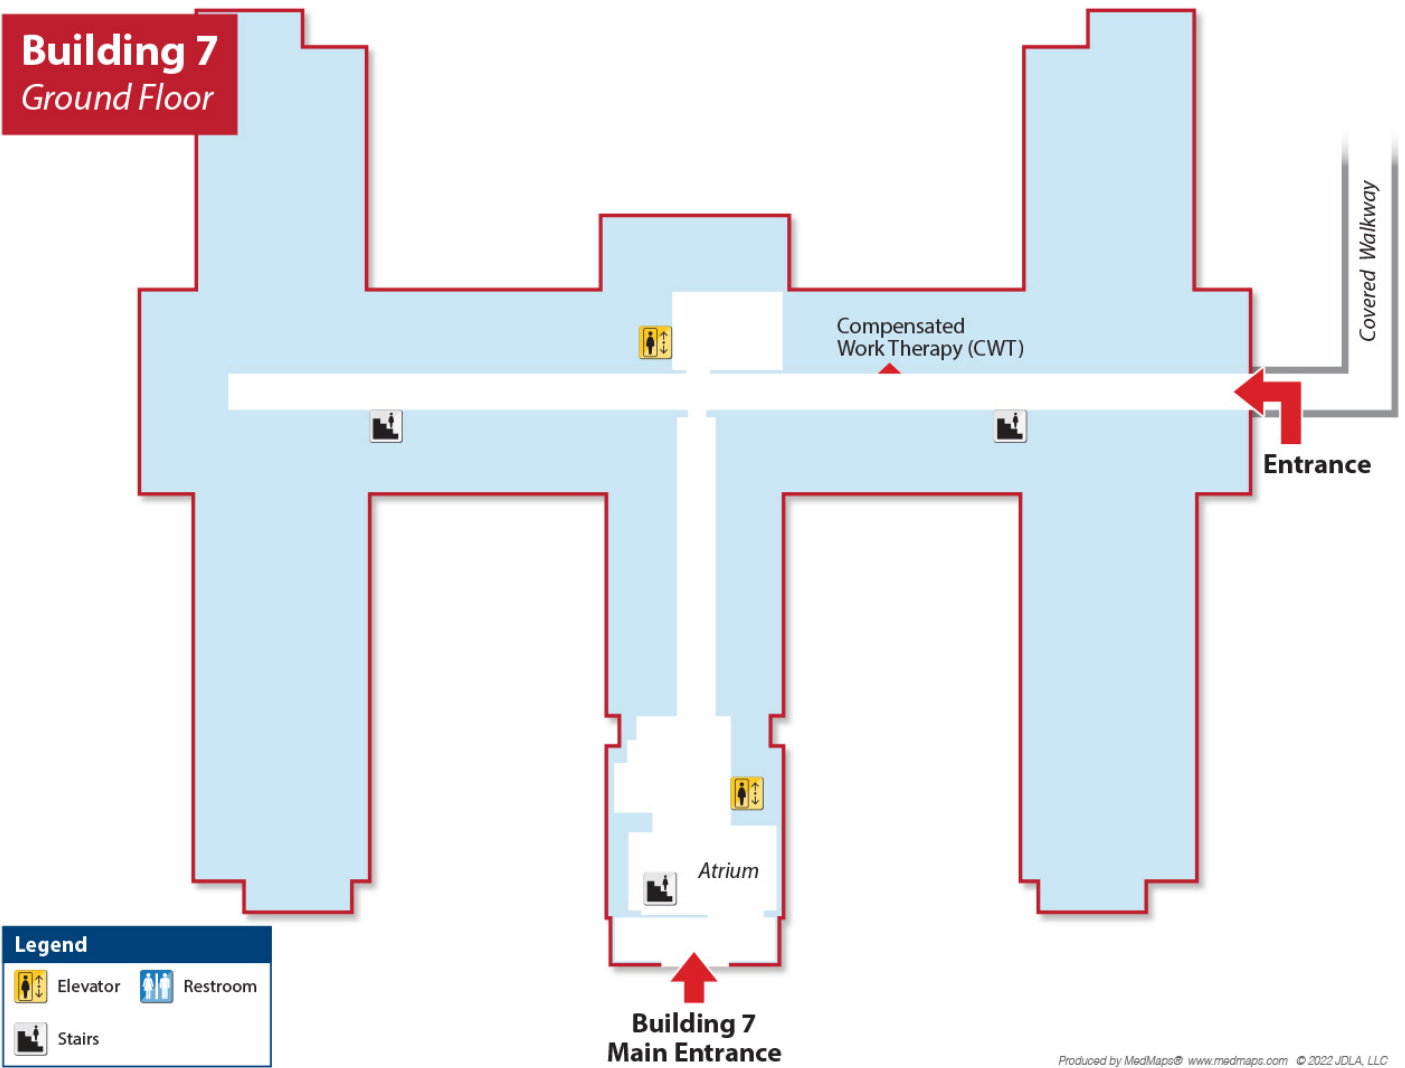 Building 7
Ground Floor
Covered Walkway
Compensated
Work Therapy (CWT)
Entrance
Atrium
Legend
Elevator
Restroom
Stairs
Building 7
Main Entrance
Produced by MedMaps® www.medmaps.com © 2022 JDLA, LLC